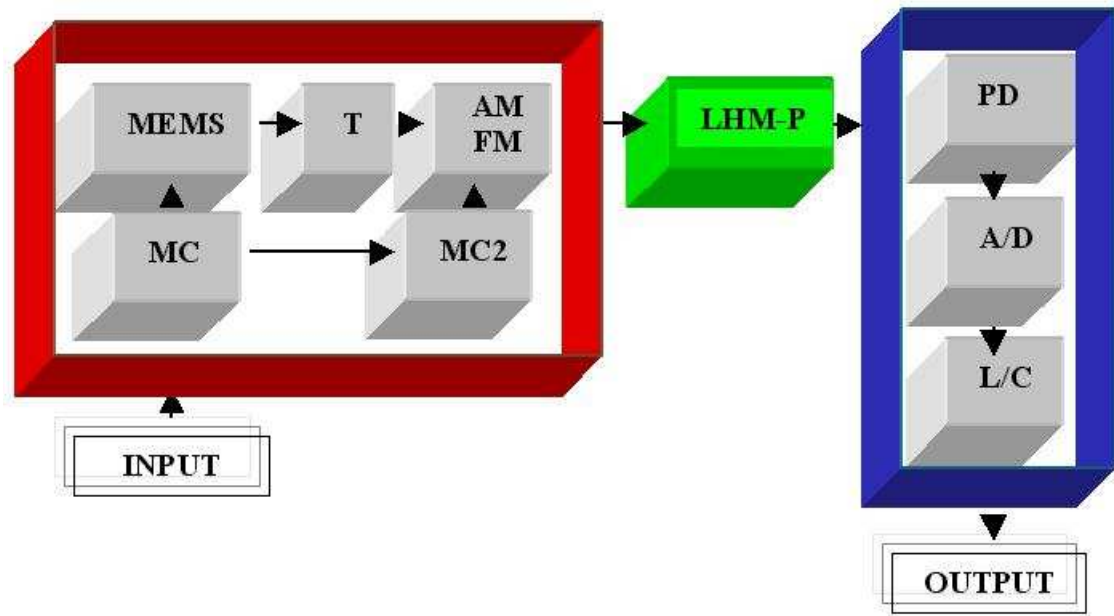 MEMS
T
AM
FM
LHM-P
PD
MC
MC2
A/D
L/C
INPUT
OUTPUT